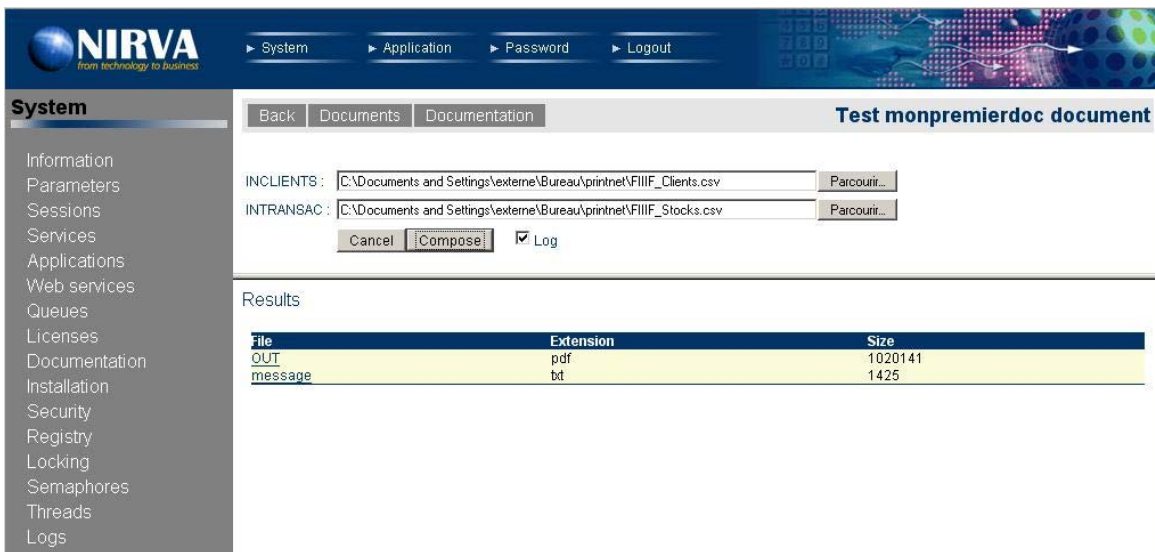 NIRVA
from technology to business
► System ► Application ► Password ► Logout
System
Information
Parameters
Sessions
Services
Applications
Web services
Queues
Licenses
Documentation
Installation
Security
Registry
Locking
Semaphores
Threads
Logs
Back Documents Documentation Test monpremierdoc document
INCLIENTS : C:\Documents and Settings\externe\Bureau\printnet\FIIIF_Clients.csv Parcourir...
INTRANSAC : C:\Documents and Settings\externe\Bureau\printnet\FIIIF_Stocks.csv Parcourir...
Cancel Compose Log
Results
File Extension Size
OUT pdf 1020141
message txt 1425